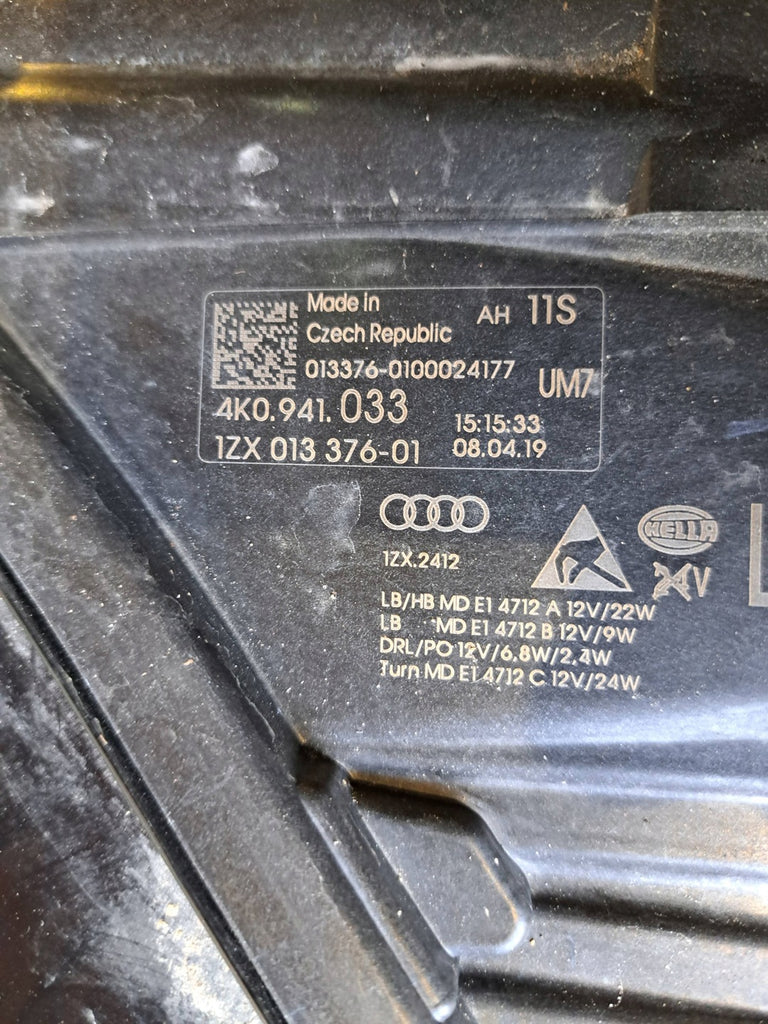 Made in
Czech Republic
AH 11S
013376-0100024177
UM7
4K0.941. 033
15:15:33
1ZX 013 376-01
08.04.19
HELLA
1ZX.2412
24V
LB/HB MD E1 4712 A 12V/22W
LB MD E1 4712 B 12V/9W
DRL/PO 12V/6.8W/2.4W
Turn MD E1 4712 C 12V/24W